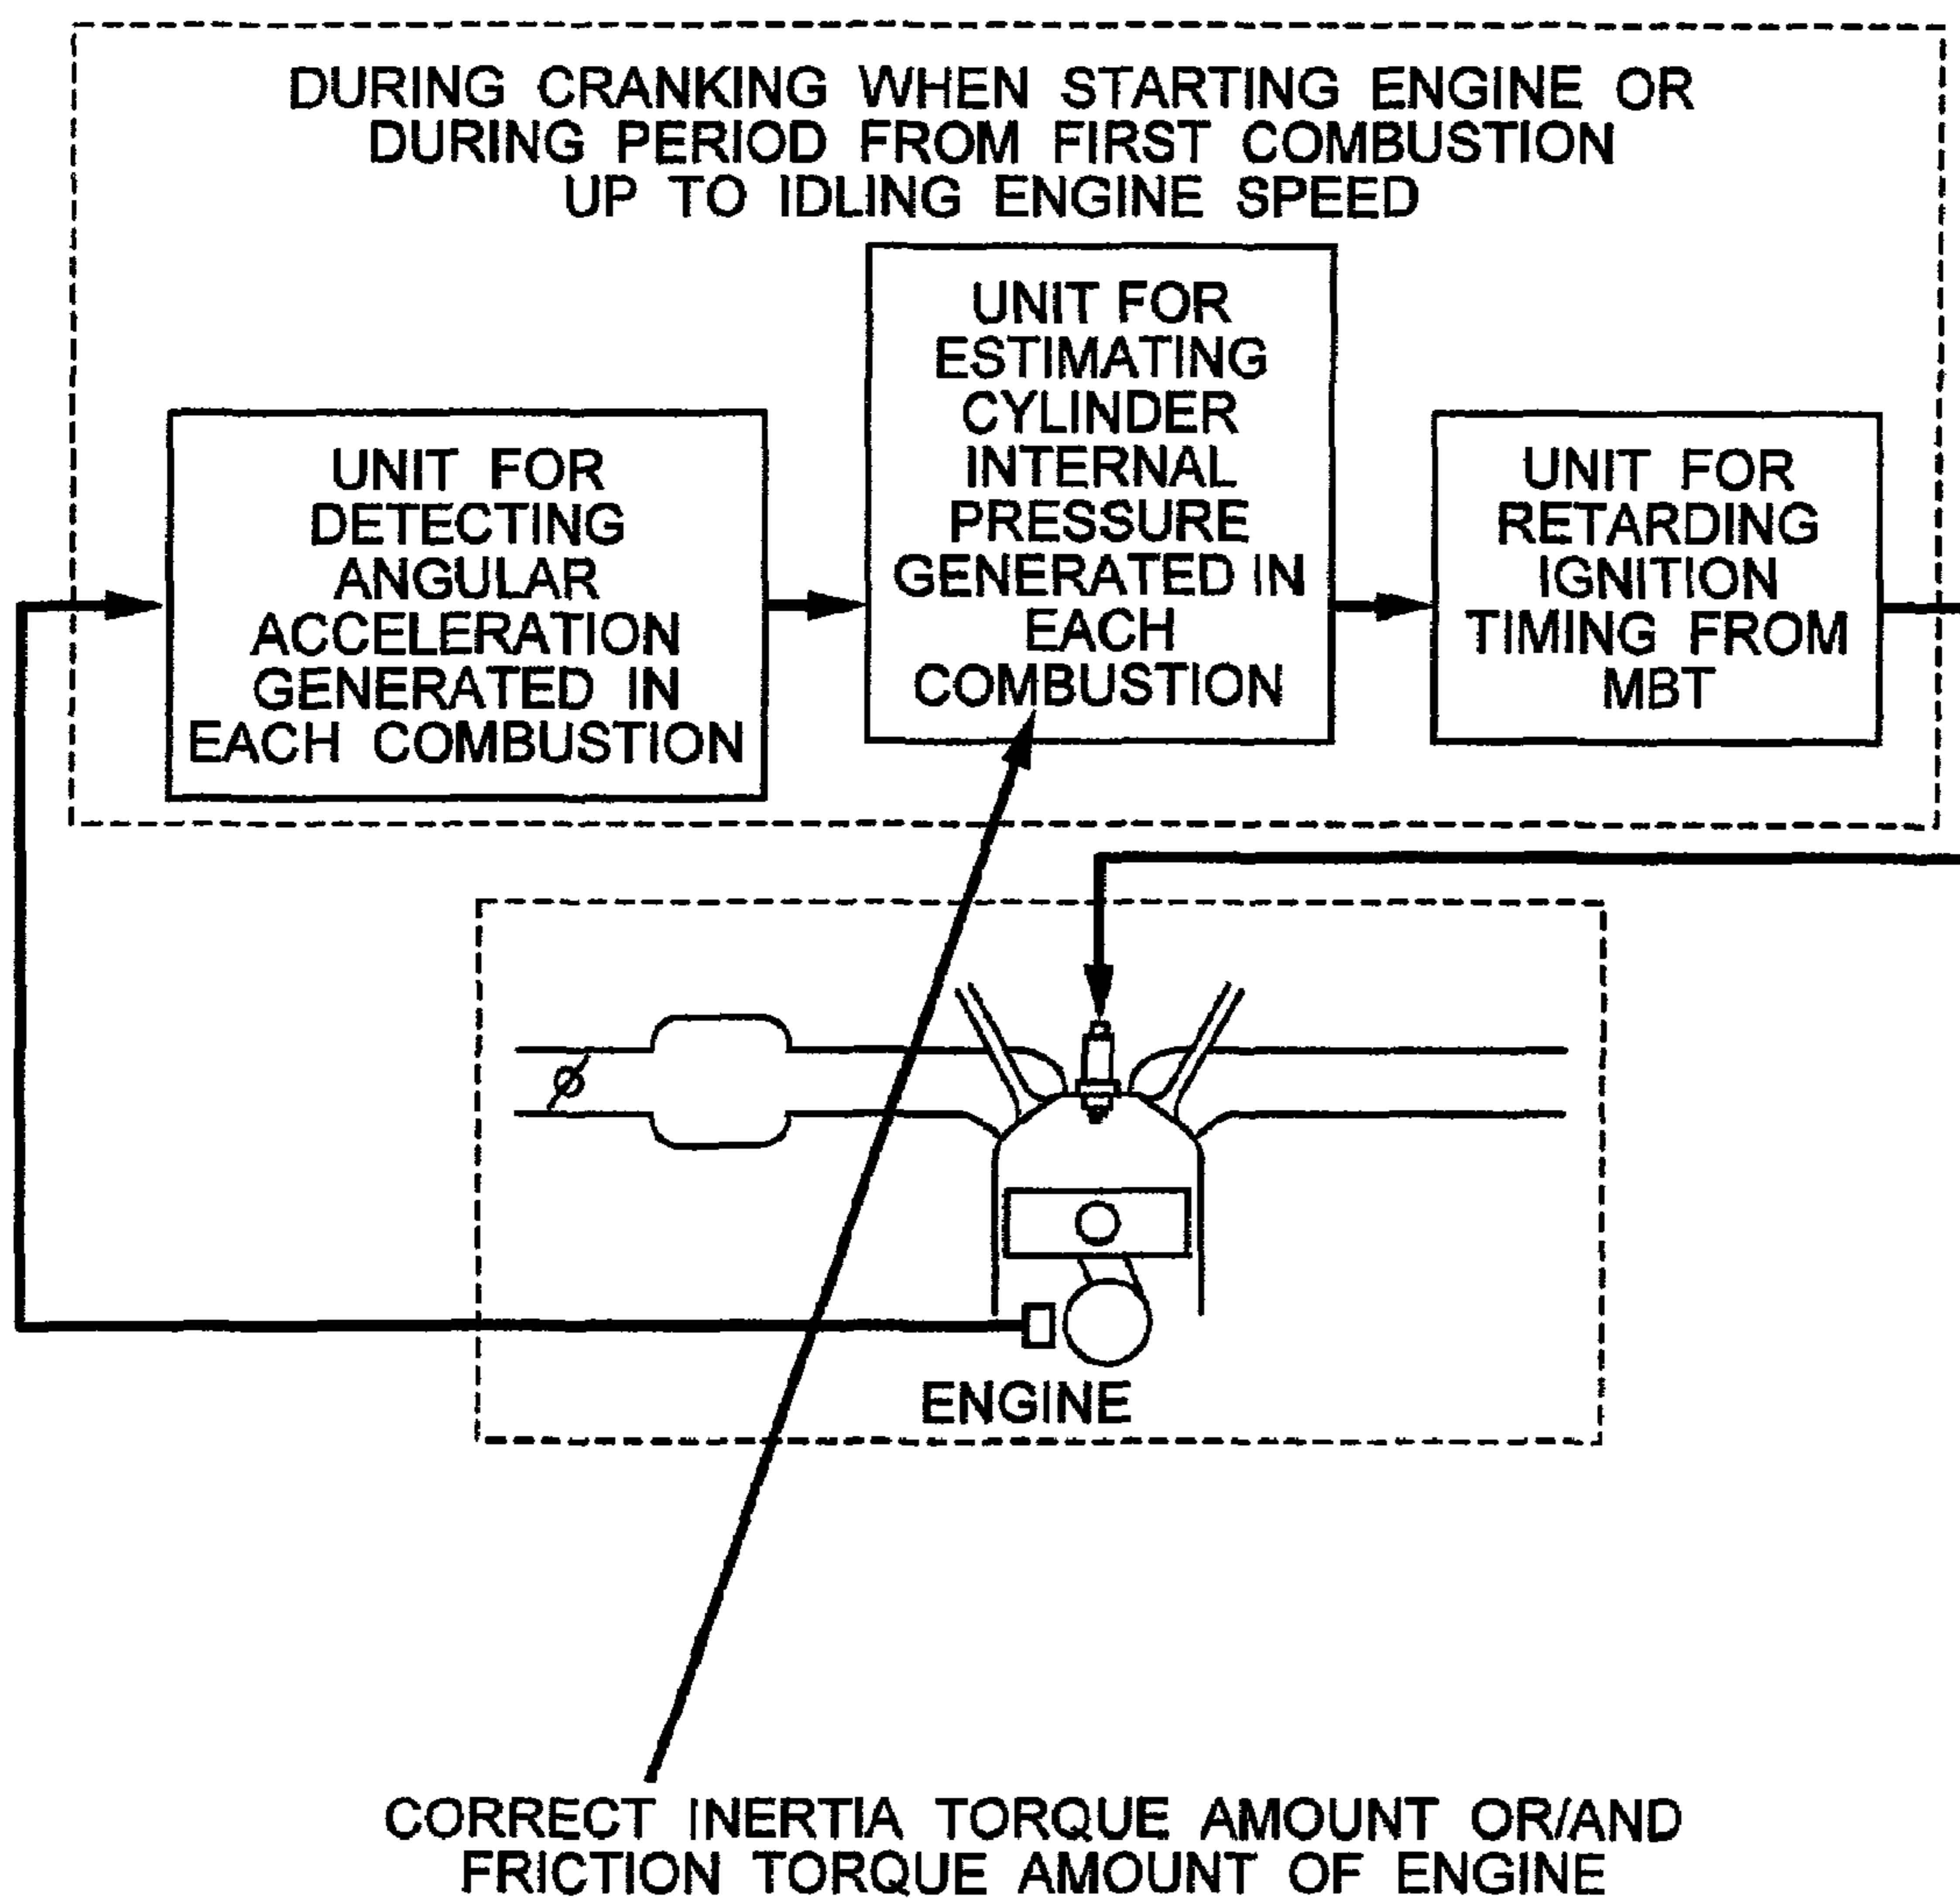 DURING CRANKING WHEN STARTING ENGINE OR
DURING PERIOD FROM FIRST COMBUSTION
UP TO IDLING ENGINE SPEED
UNIT FOR
DETECTING
ANGULAR
ACCELERATION
GENERATED IN
EACH COMBUSTION
UNIT FOR
ESTIMATING
CYLINDER
INTERNAL
PRESSURE
GENERATED IN
EACH
COMBUSTION
UNIT FOR
RETARDING
IGNITION
TIMING FROM
MBT
ENGINE
CORRECT INERTIA TORQUE AMOUNT OR/AND
FRICTION TORQUE AMOUNT OF ENGINE